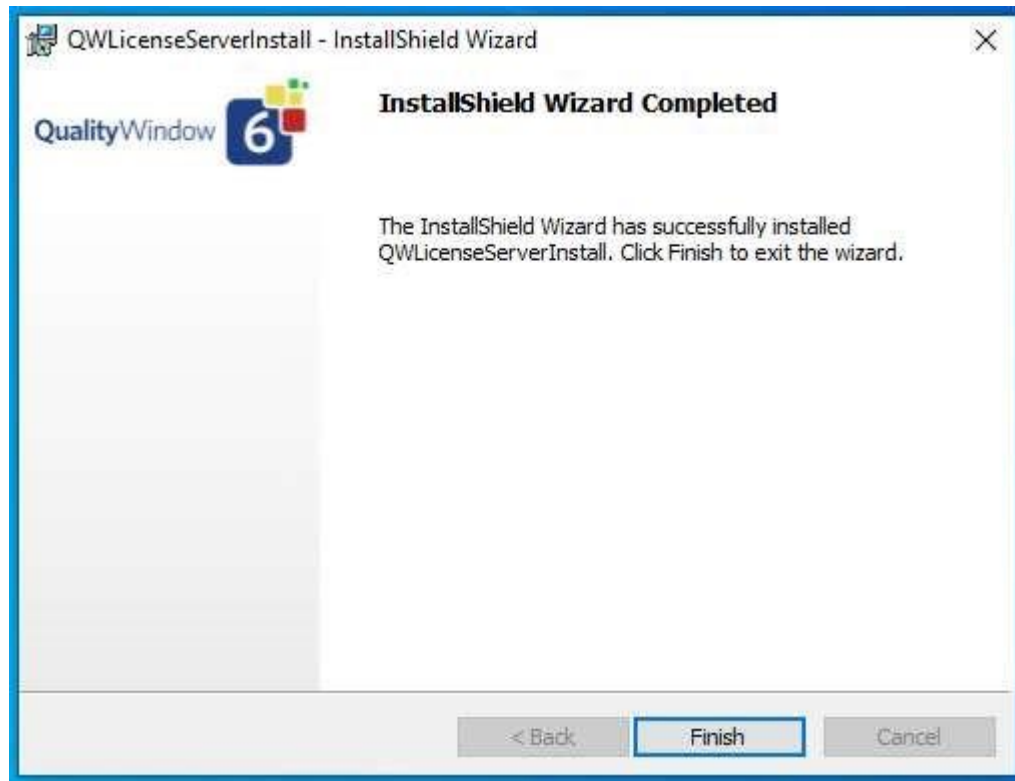 QWLicenseServerInstall - InstallShield Wizard
QualityWindow 6
InstallShield Wizard Completed
The InstallShield Wizard has successfully installed
QWLicenseServerInstall. Click Finish to exit the wizard.
< Back
Finish
Cancel